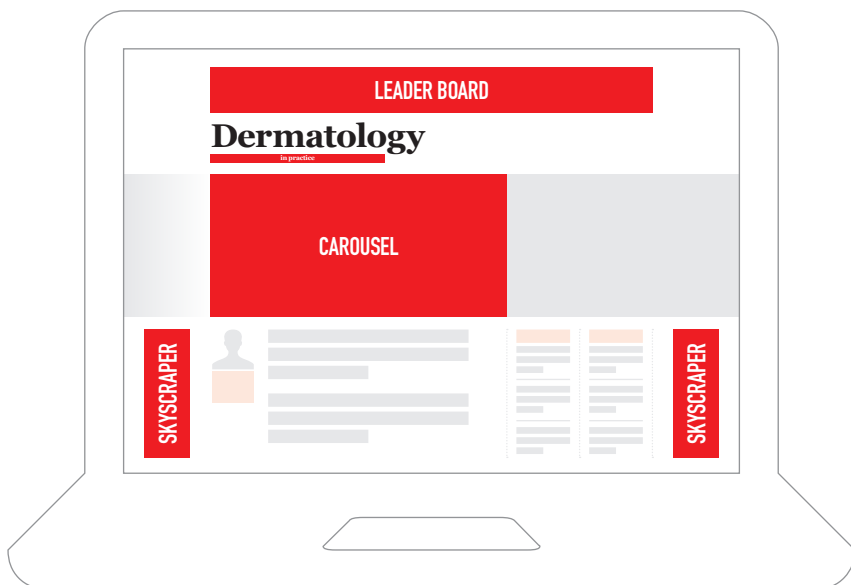 LEADER BOARD
Dermatology
in practice
CAROUSEL
SKYSCRAPER
SKYSCRAPER